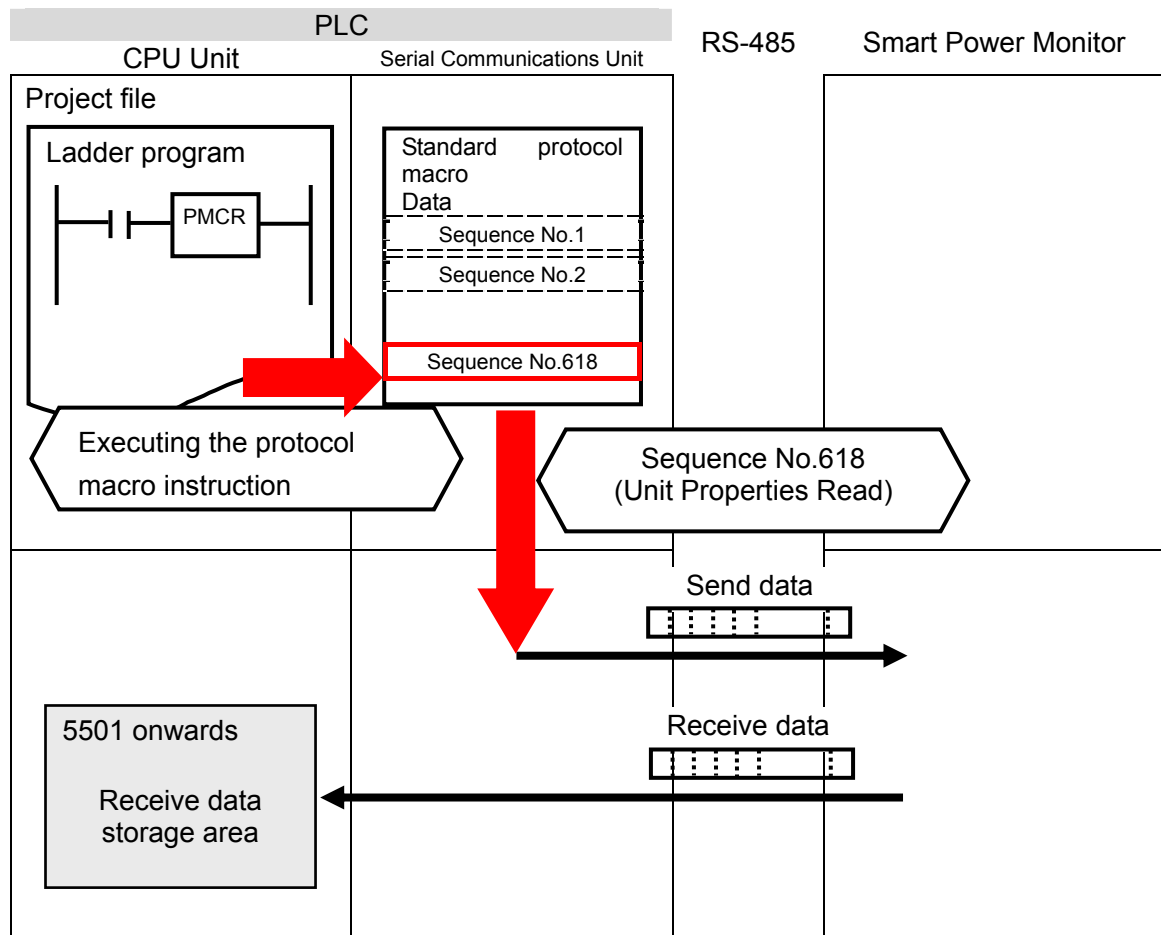 PLC
RS-485
Smart Power Monitor
CPU Unit
Serial Communications Unit
Project file
Ladder program
PMCR
Standard protocol
macro
Data
Sequence No.1
Sequence No.2
Sequence No.618
Executing the protocol
macro instruction
Sequence No.618
(Unit Properties Read)
Send data
Receive data
5501 onwards
Receive data
storage area